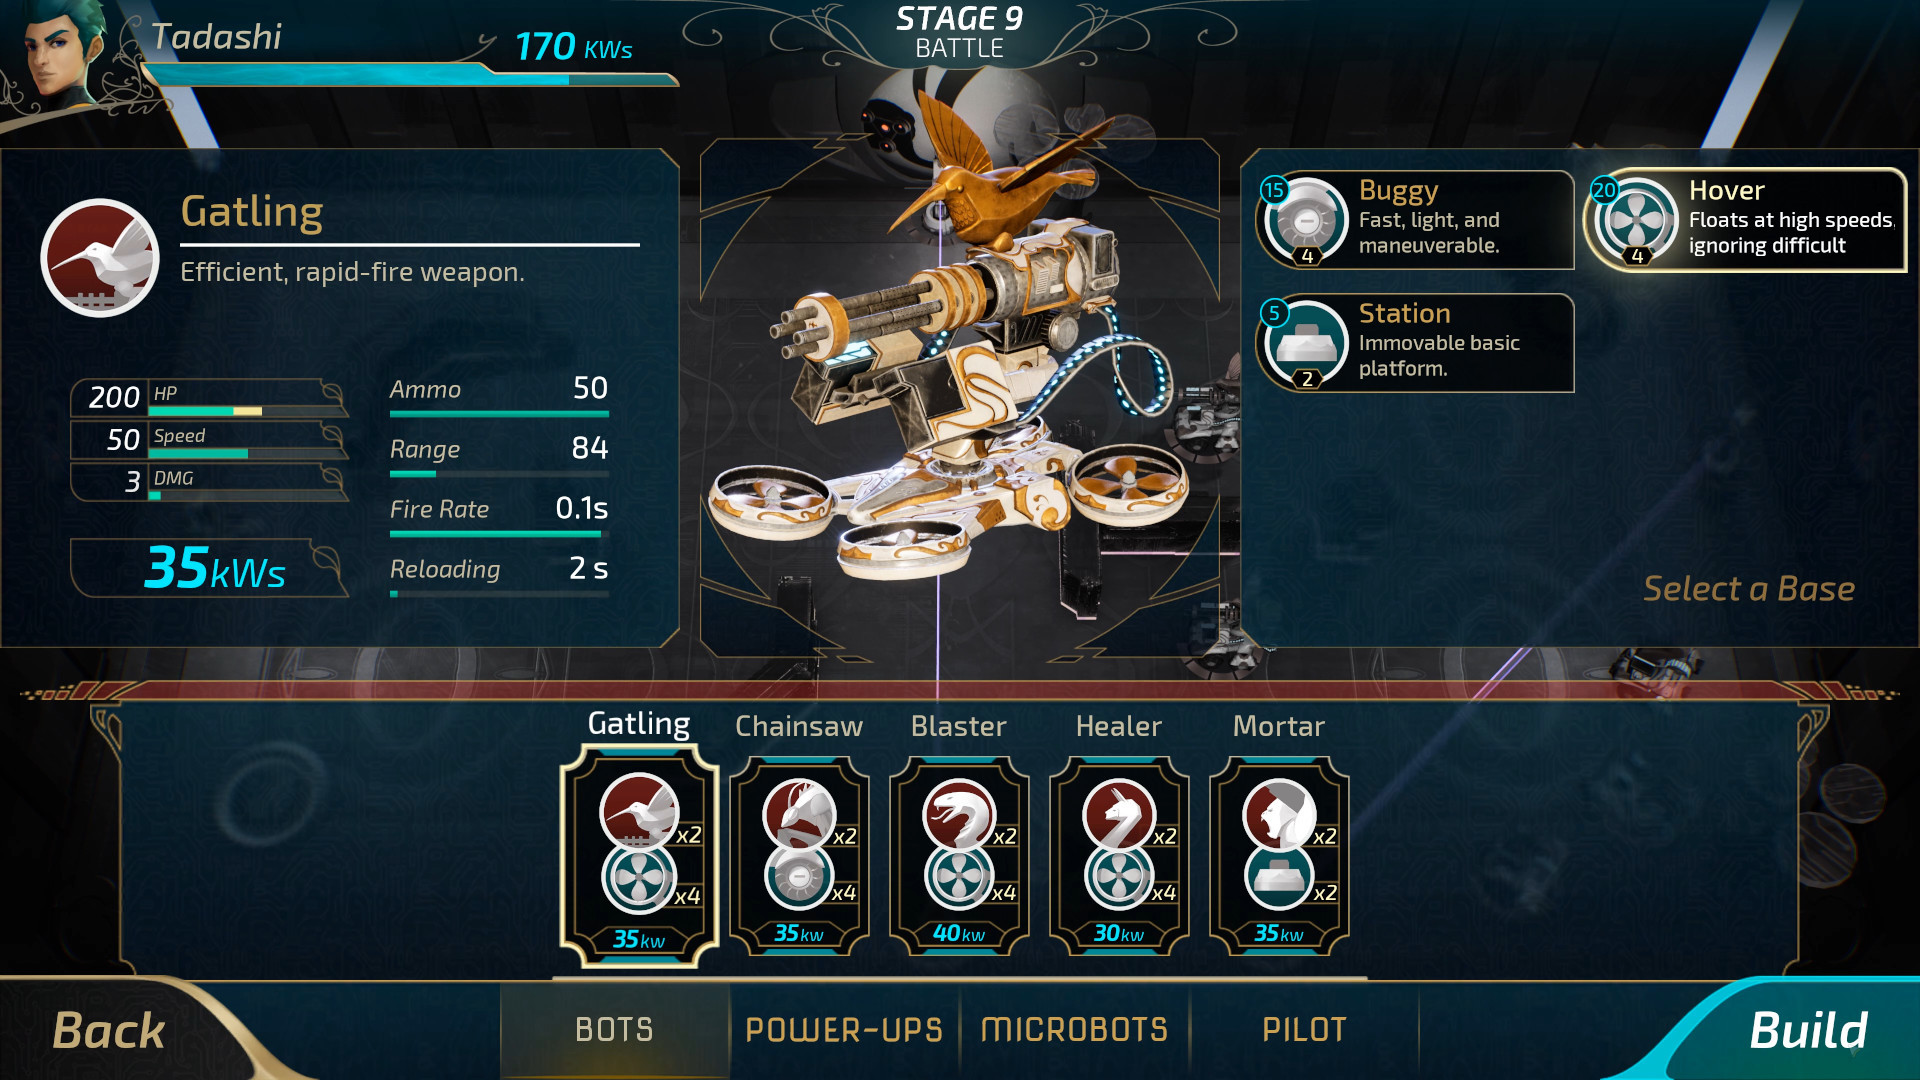 Tadashi
170 KWs
STAGE 9
BATTLE
Gatling
Efficient, rapid-fire weapon.
200 HP
50 Speed
3 DMG
35kWs
Ammo 50
Range 84
Fire Rate 0.1s
Reloading 2 s
15
Buggy
Fast, light, and
maneuverable.
4
20
Hover
Floats at high speeds,
ignoring difficult
4
5
Station
Immovable basic
platform.
2
Select a Base
Gatling
x2
x4
35kw
Chainsaw
x2
x4
35kw
Blaster
x2
x4
40kw
Healer
x2
x4
30kw
Mortar
x2
x2
35kw
Back
BOTS
POWER-UPS
MICROBOTS
PILOT
Build